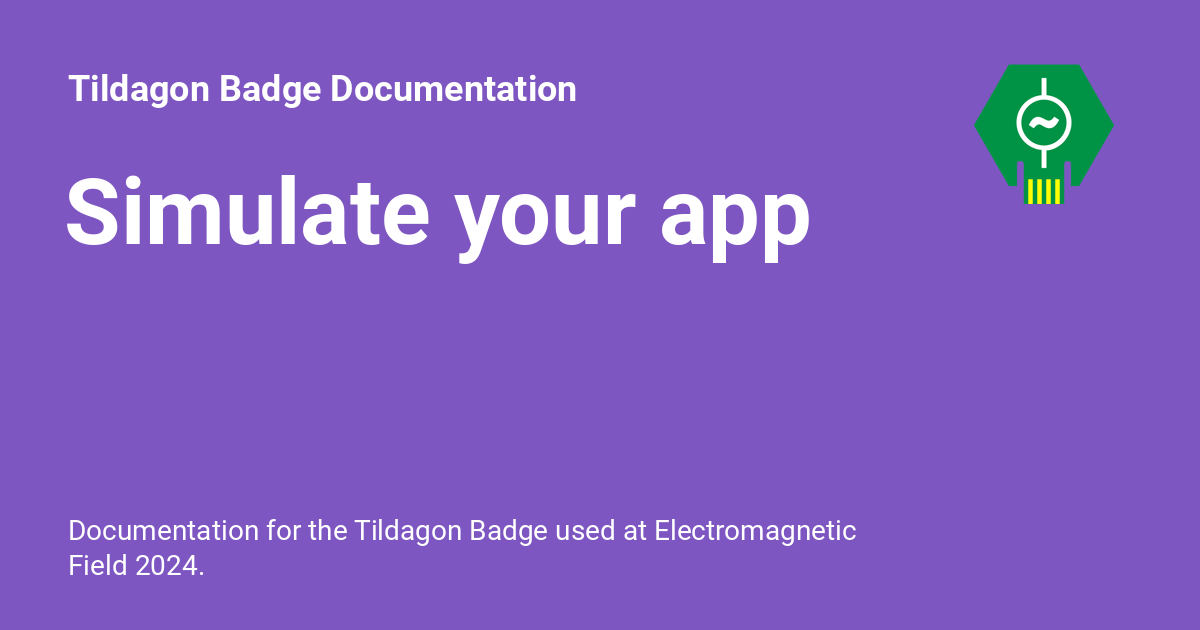 Tildagon Badge Documentation
Simulate your app
Documentation for the Tildagon Badge used at Electromagnetic
Field 2024.